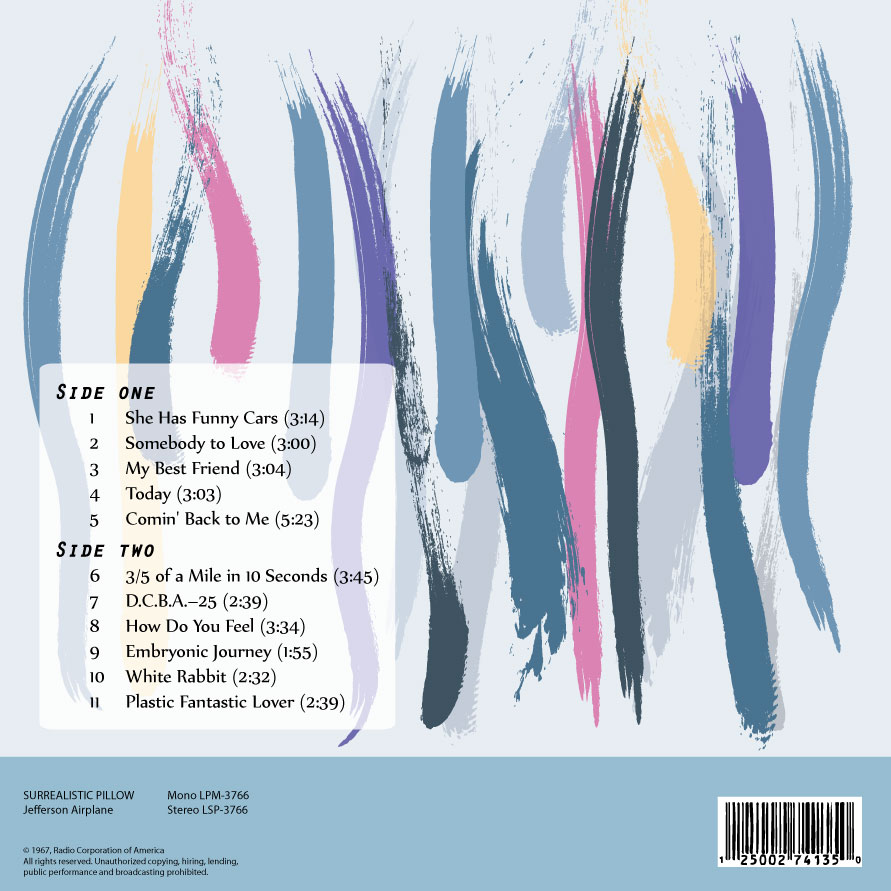 SIDE ONE
1 She Has Funny Cars (3:14)
2 Somebody to Love (3:00)
3 My Best Friend (3:04)
4 Today (3:03)
5 Comin' Back to Me (5:23)
SIDE TWO
6 3/5 of a Mile in 10 Seconds (3:45)
7 D.C.B.A.–25 (2:39)
8 How Do You Feel (3:34)
9 Embryonic Journey (1:55)
10 White Rabbit (2:32)
11 Plastic Fantastic Lover (2:39)
SURREALISTIC PILLOW Mono LPM-3766
Jefferson Airplane Stereo LSP-3766
© 1967, Radio Corporation of America
All rights reserved. Unauthorized copying, hiring, lending,
public performance and broadcasting prohibited.
1 25002 74135 0